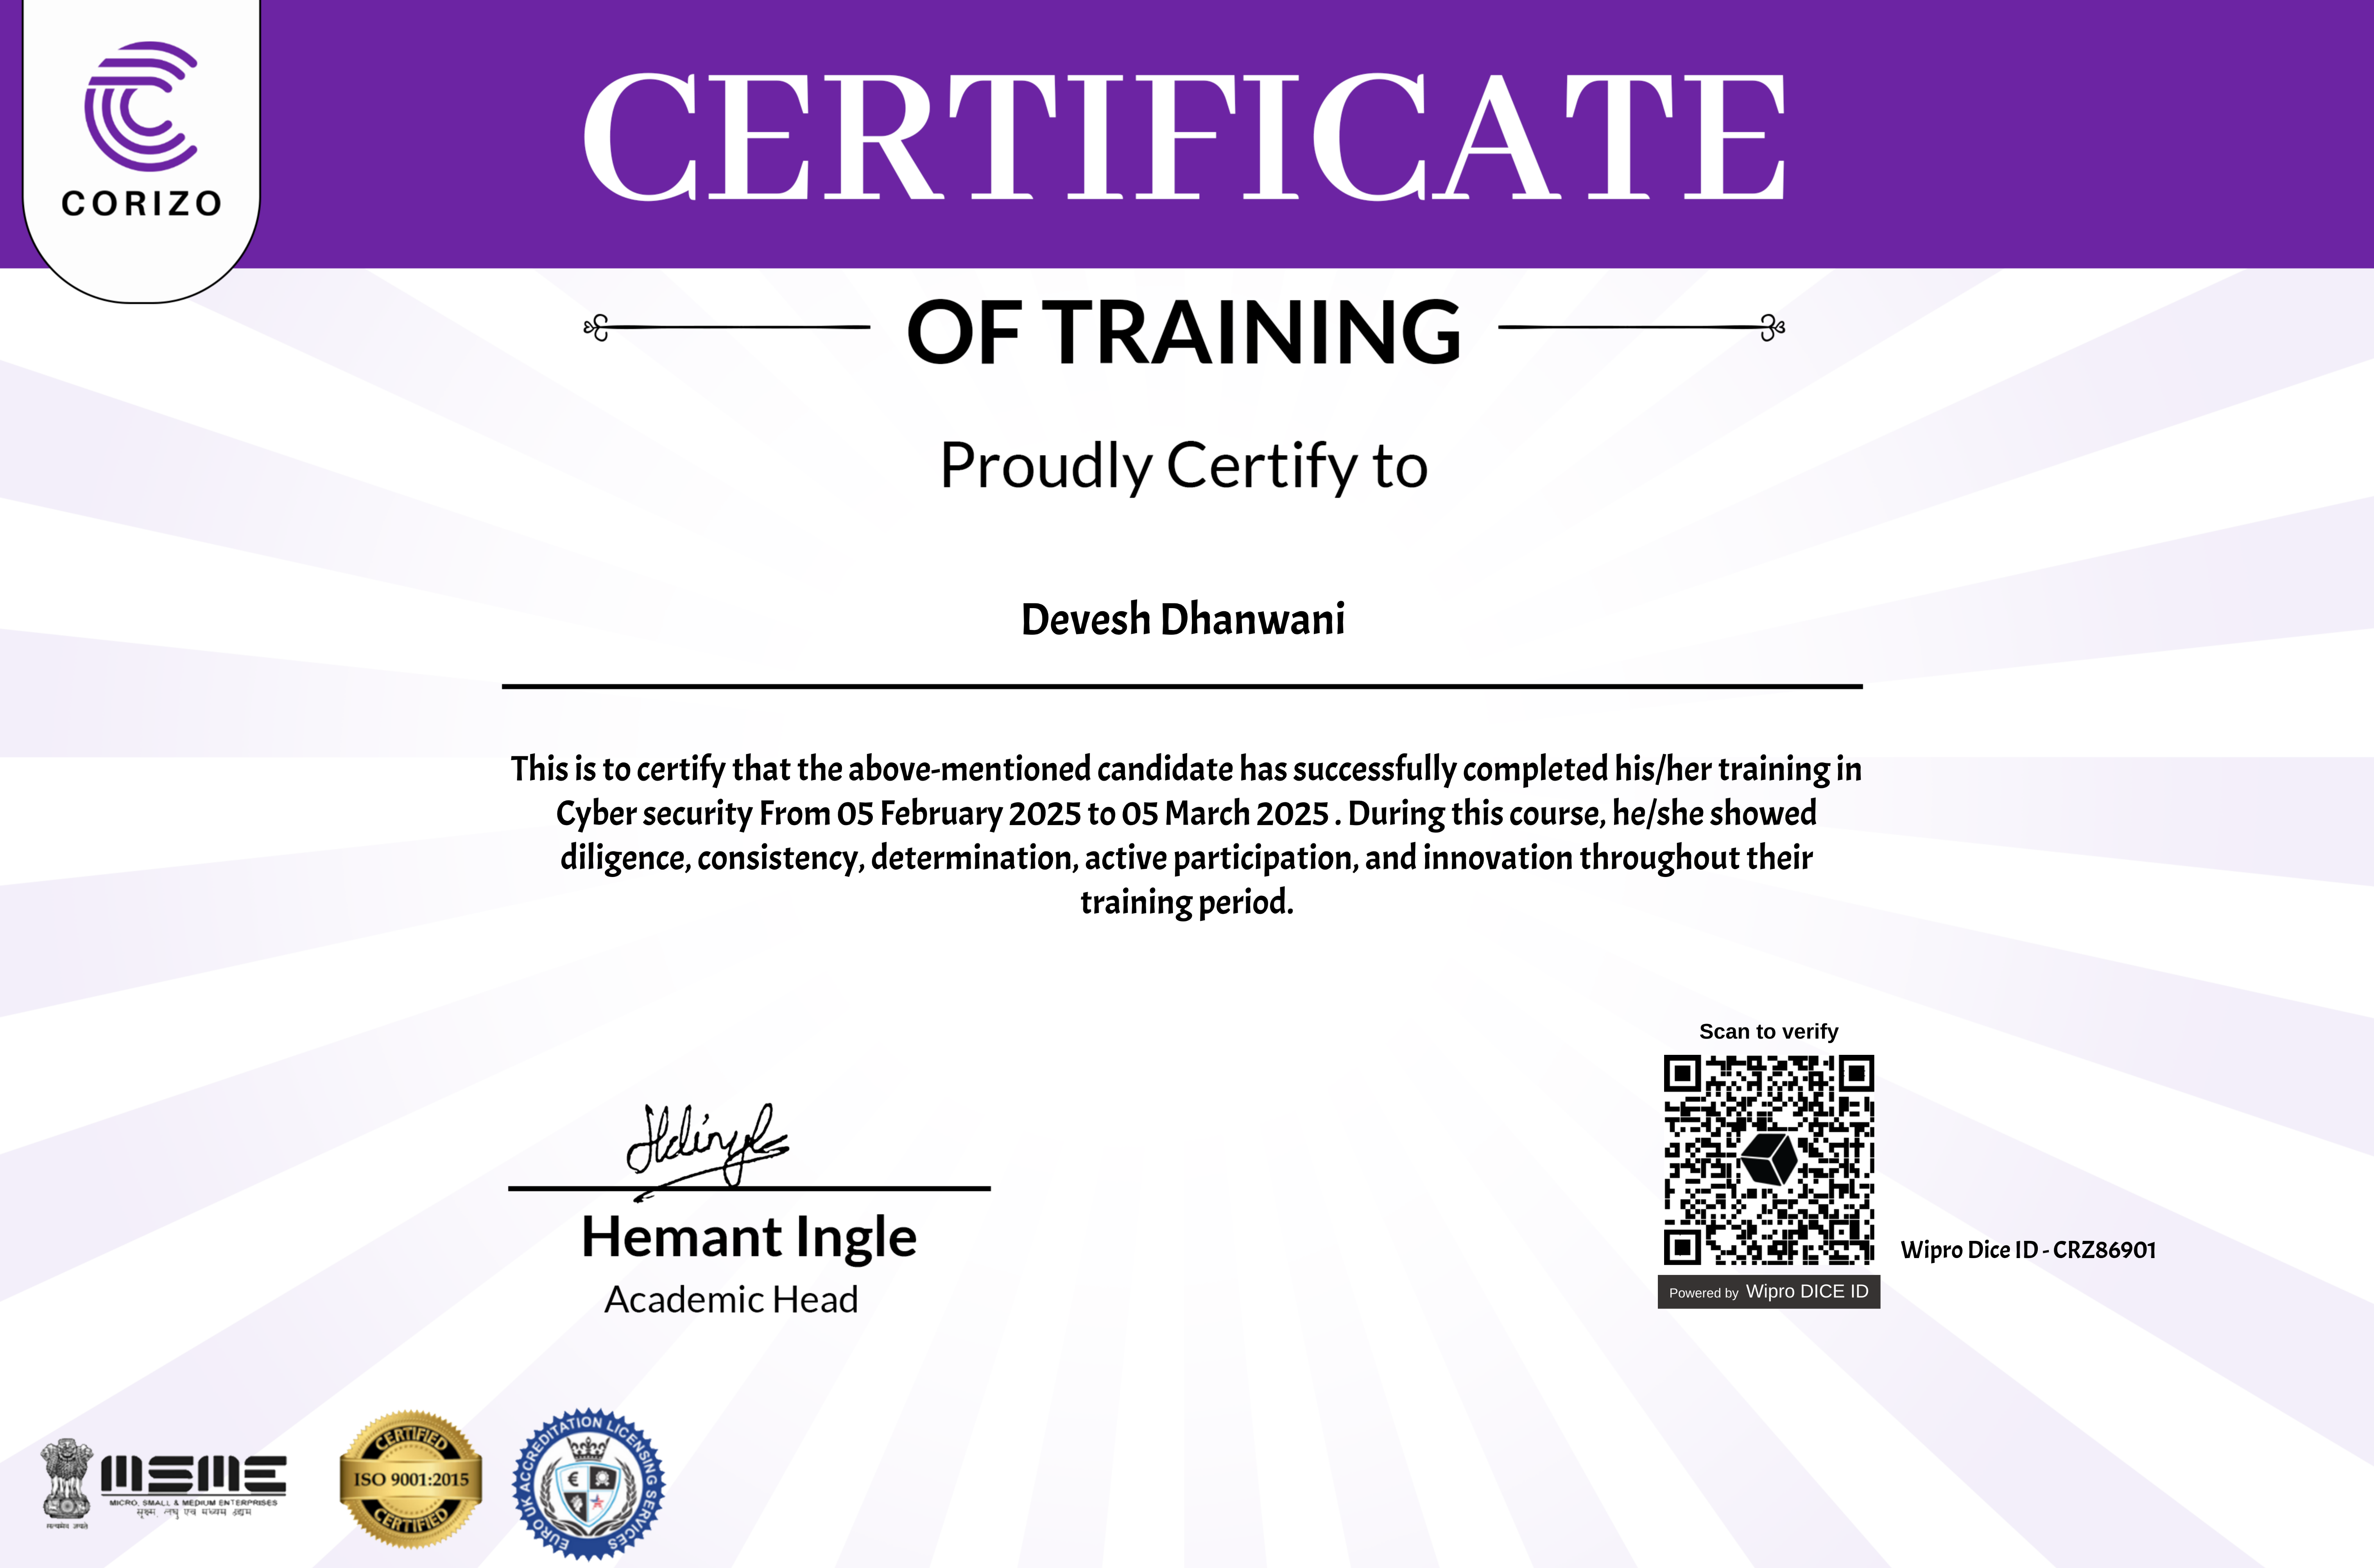 CORIZO
CERTIFICATE
OF TRAINING
Proudly Certify to
Devesh Dhanwani
This is to certify that the above-mentioned candidate has successfully completed his/her training in
Cyber security From 05 February 2025 to 05 March 2025 . During this course, he/she showed
diligence, consistency, determination, active participation, and innovation throughout their
training period.
Scan to verify
Hemant Ingle
Academic Head
Wipro Dice ID - CRZ86901
Powered by Wipro DICE ID
MSME
MICRO, SMALL & MEDIUM ENTERPRISES
सूक्ष्म, लघु एवं मध्यम उद्यम
सत्यमेव जयते
CERTIFIED
ISO 9001:2015
CERTIFIED
EURO UK ACCREDITATION LICENSING SERVICES